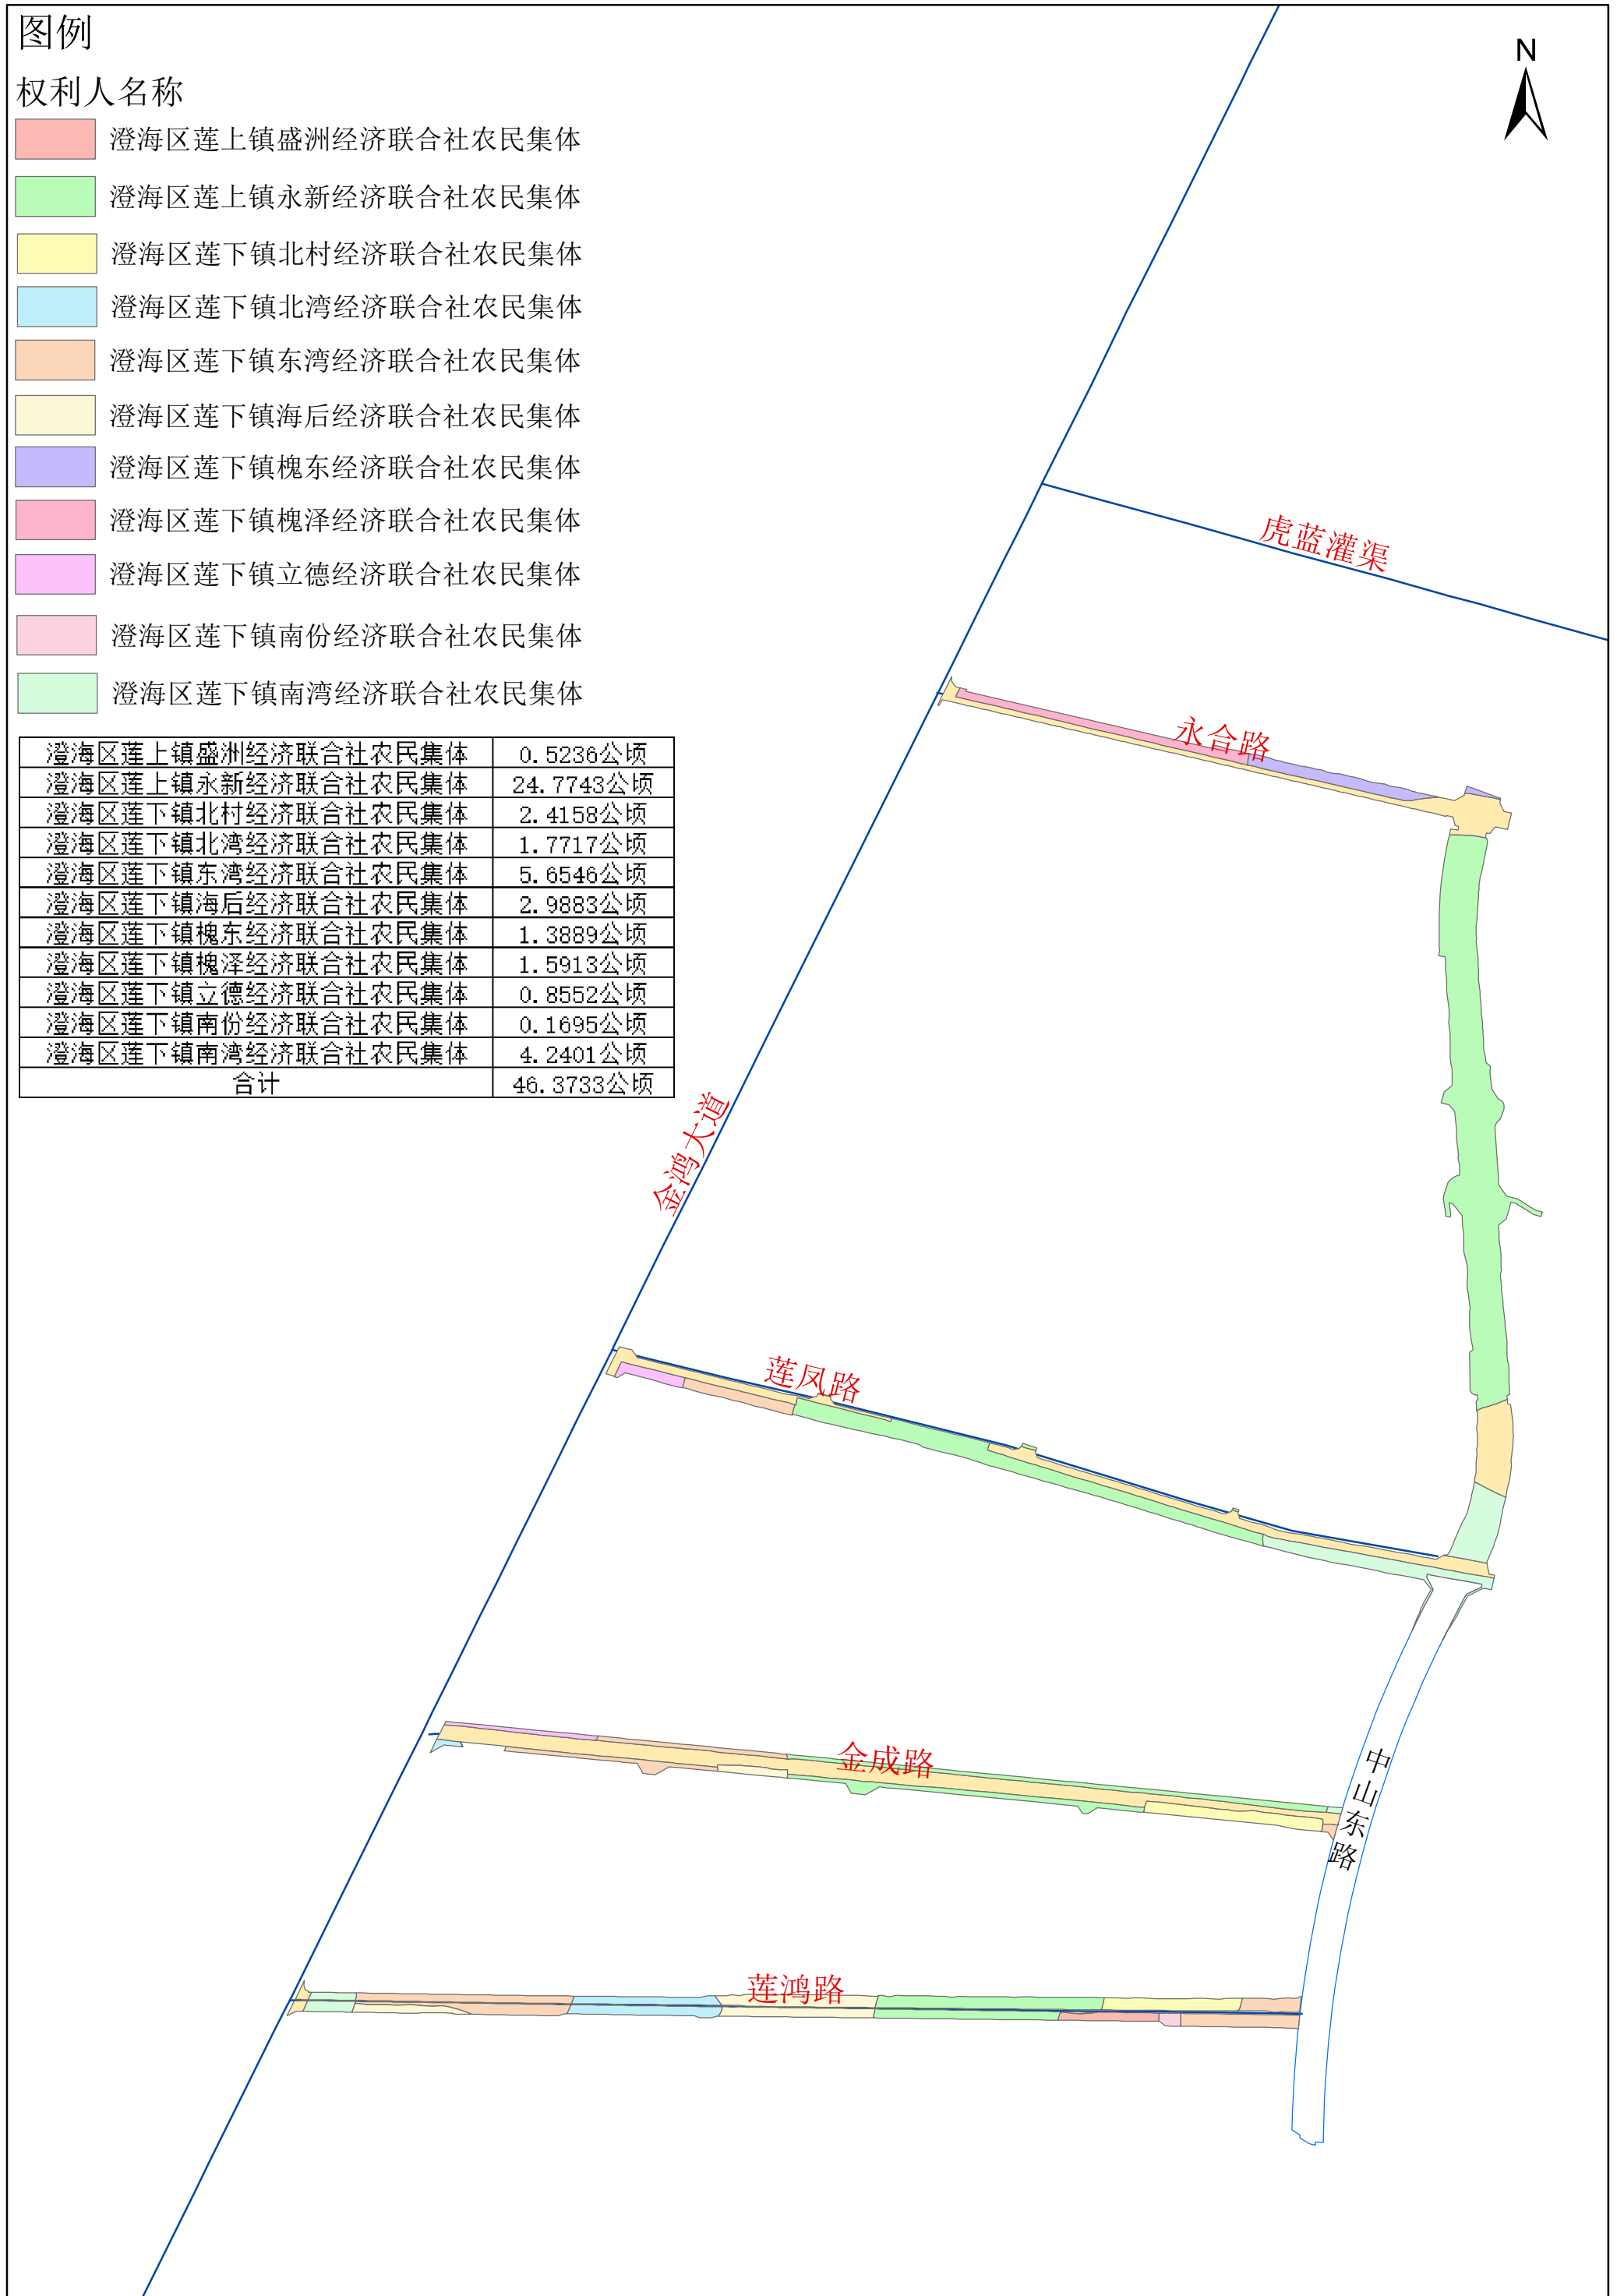 图例
N
权利人名称
澄海区莲上镇盛洲经济联合社农民集体
澄海区莲上镇永新经济联合社农民集体
澄海区莲下镇北村经济联合社农民集体
澄海区莲下镇北湾经济联合社农民集体
澄海区莲下镇东湾经济联合社农民集体
澄海区莲下镇海后经济联合社农民集体
澄海区莲下镇槐东经济联合社农民集体
澄海区莲下镇槐泽经济联合社农民集体
澄海区莲下镇立德经济联合社农民集体
澄海区莲下镇南份经济联合社农民集体
澄海区莲下镇南湾经济联合社农民集体
澄海区莲上镇盛洲经济联合社农民集体 0.5236公顷
澄海区莲上镇永新经济联合社农民集体 24.7743公顷
澄海区莲下镇北村经济联合社农民集体 2.4158公顷
澄海区莲下镇北湾经济联合社农民集体 1.7717公顷
澄海区莲下镇东湾经济联合社农民集体 5.6546公顷
澄海区莲下镇海后经济联合社农民集体 2.9883公顷
澄海区莲下镇槐东经济联合社农民集体 1.3889公顷
澄海区莲下镇槐泽经济联合社农民集体 1.5913公顷
澄海区莲下镇立德经济联合社农民集体 0.8552公顷
澄海区莲下镇南份经济联合社农民集体 0.1695公顷
澄海区莲下镇南湾经济联合社农民集体 4.2401公顷
合计 46.3733公顷
虎蓝灌渠
永合路
金鸿大道
莲凤路
金成路
中山东路
莲鸿路